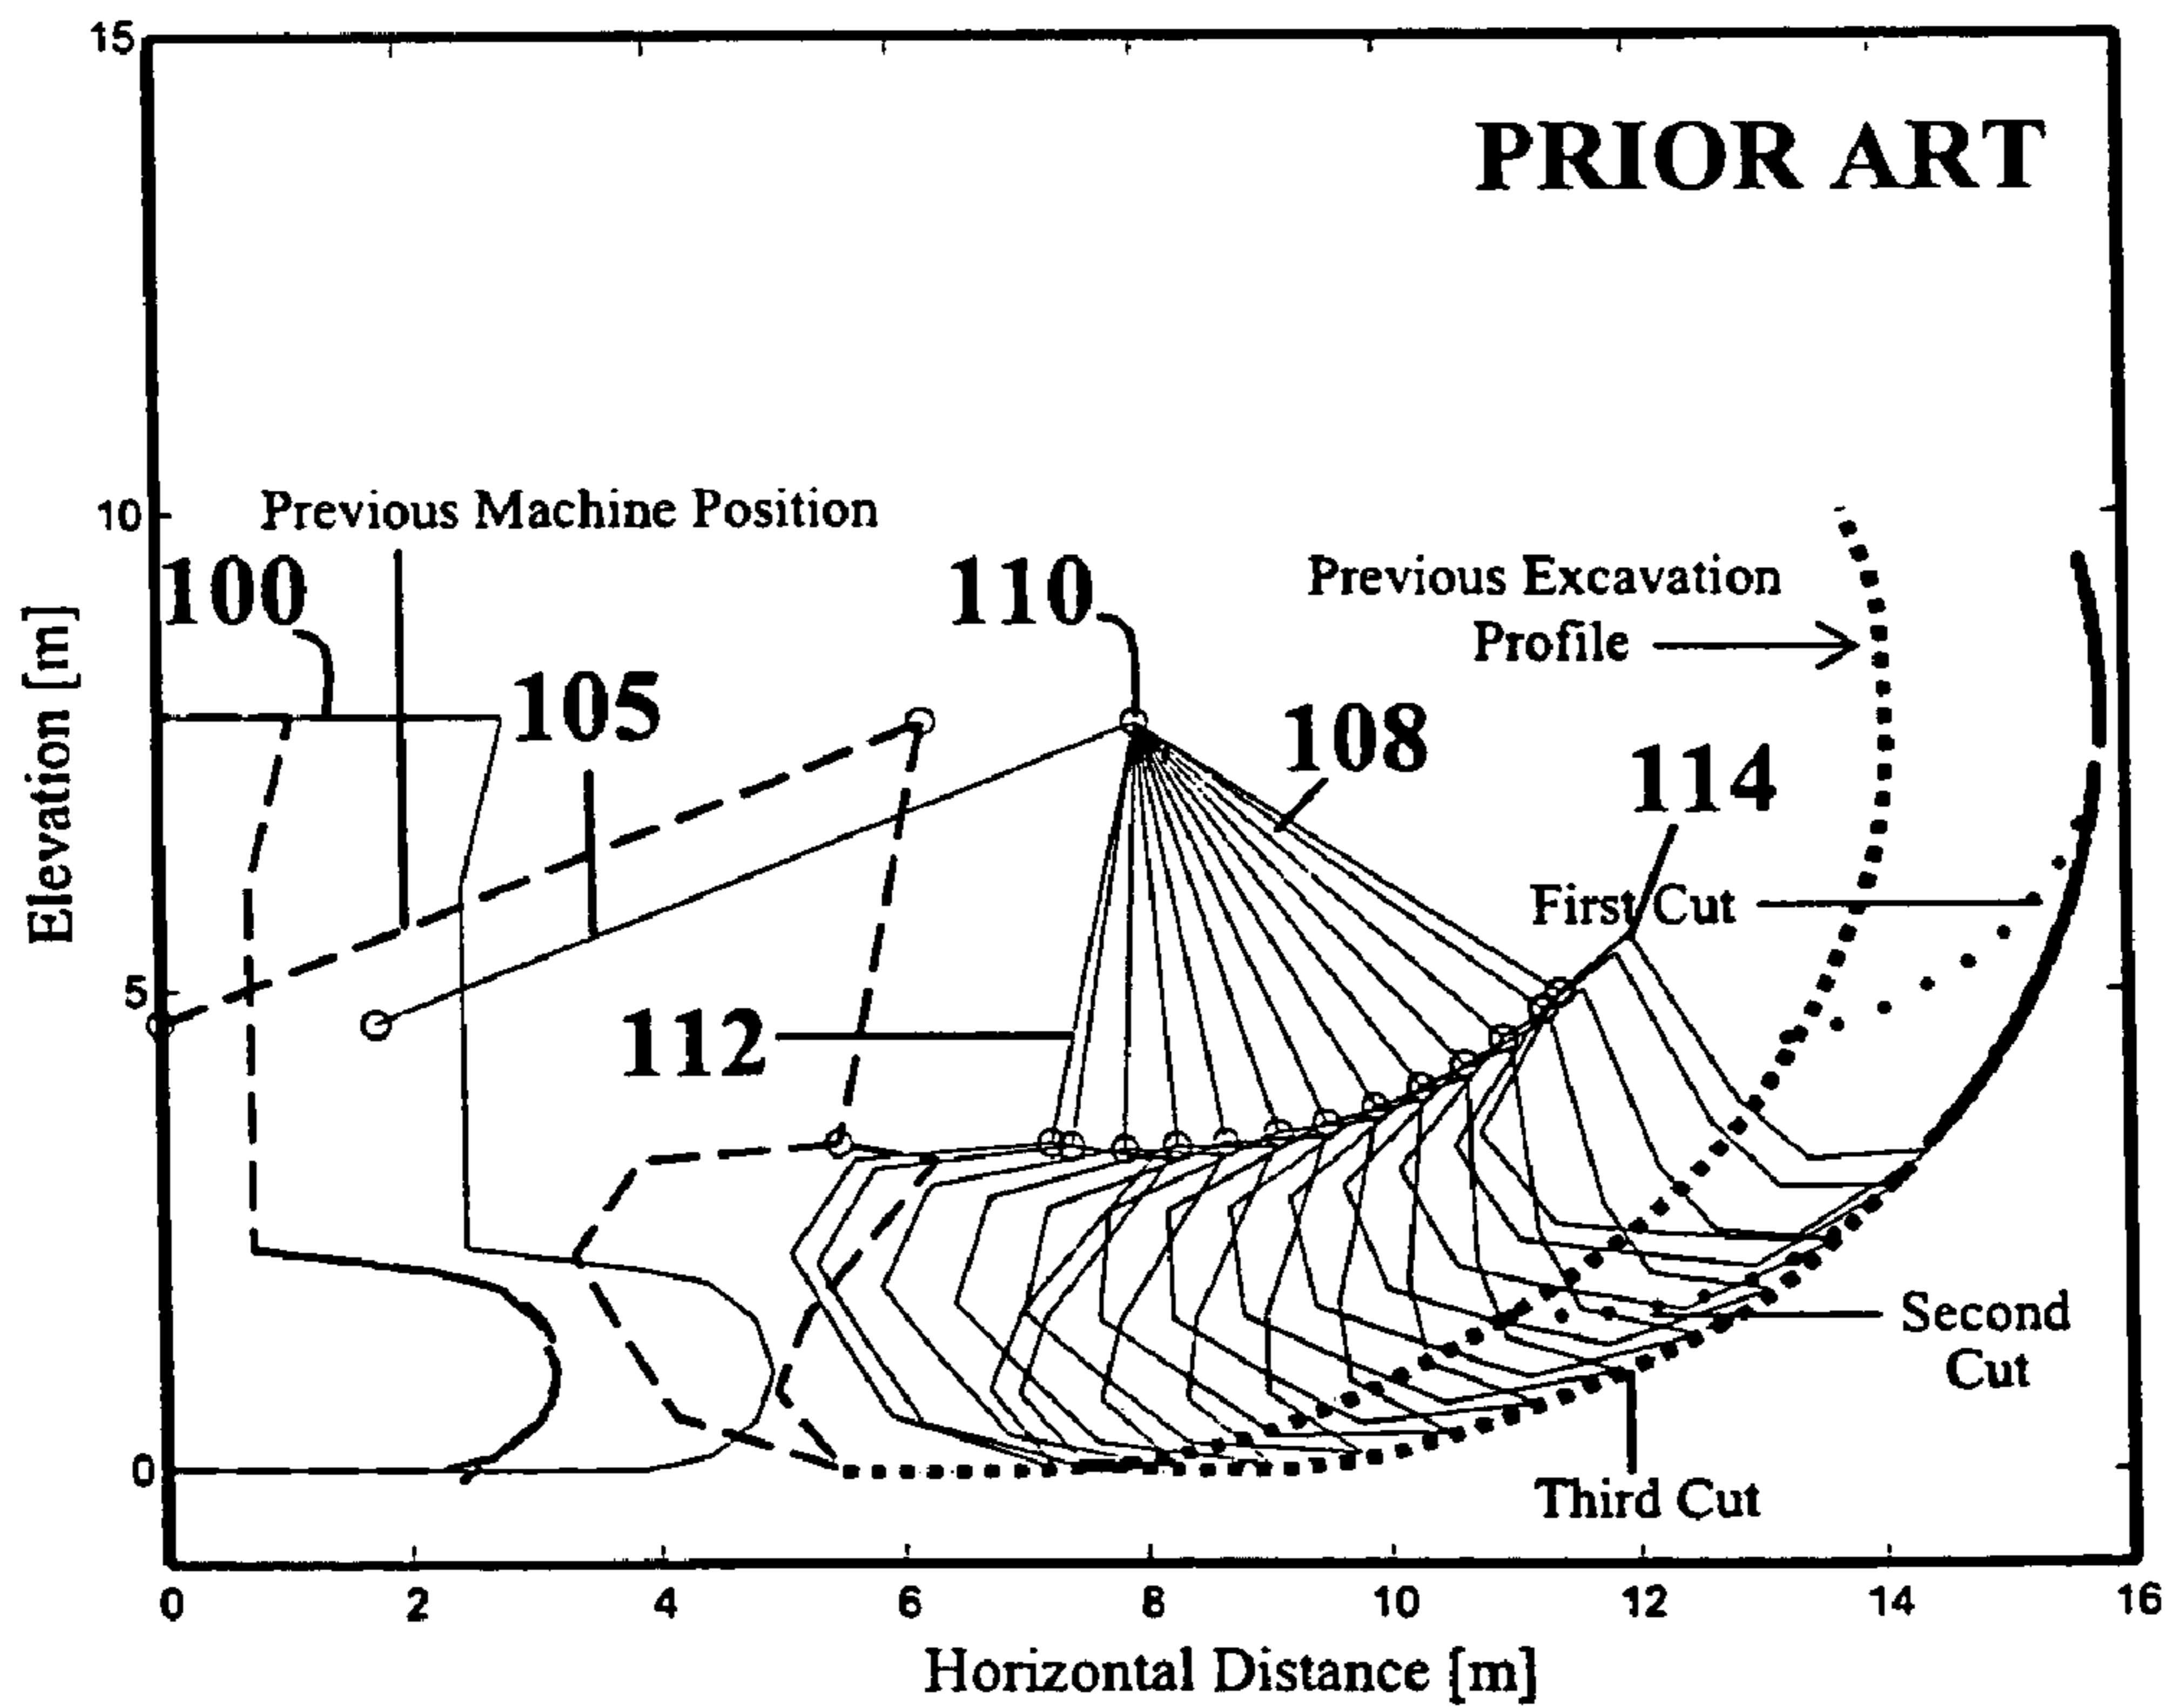 15
PRIOR ART
10
Previous Machine Position
100
110
Previous Excavation
Profile
105
108
114
First Cut
Elevation [m]
5
112
Second
Cut
0
Third Cut
0 2 4 6 8 10 12 14 16
Horizontal Distance [m]